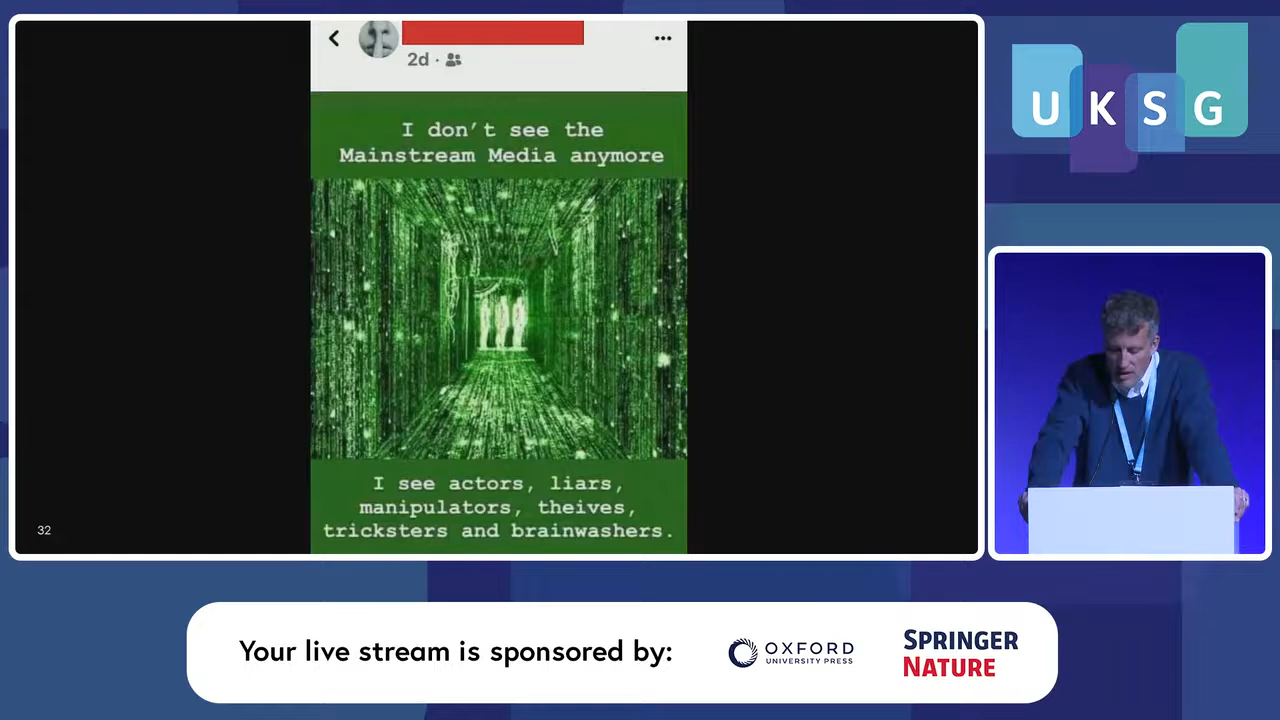 2d ·
I don't see the
Mainstream Media anymore
I see actors, liars,
manipulators, theives,
tricksters and brainwashers.
32
UKSG
Your live stream is sponsored by:
OXFORD
UNIVERSITY PRESS
SPRINGER
NATURE